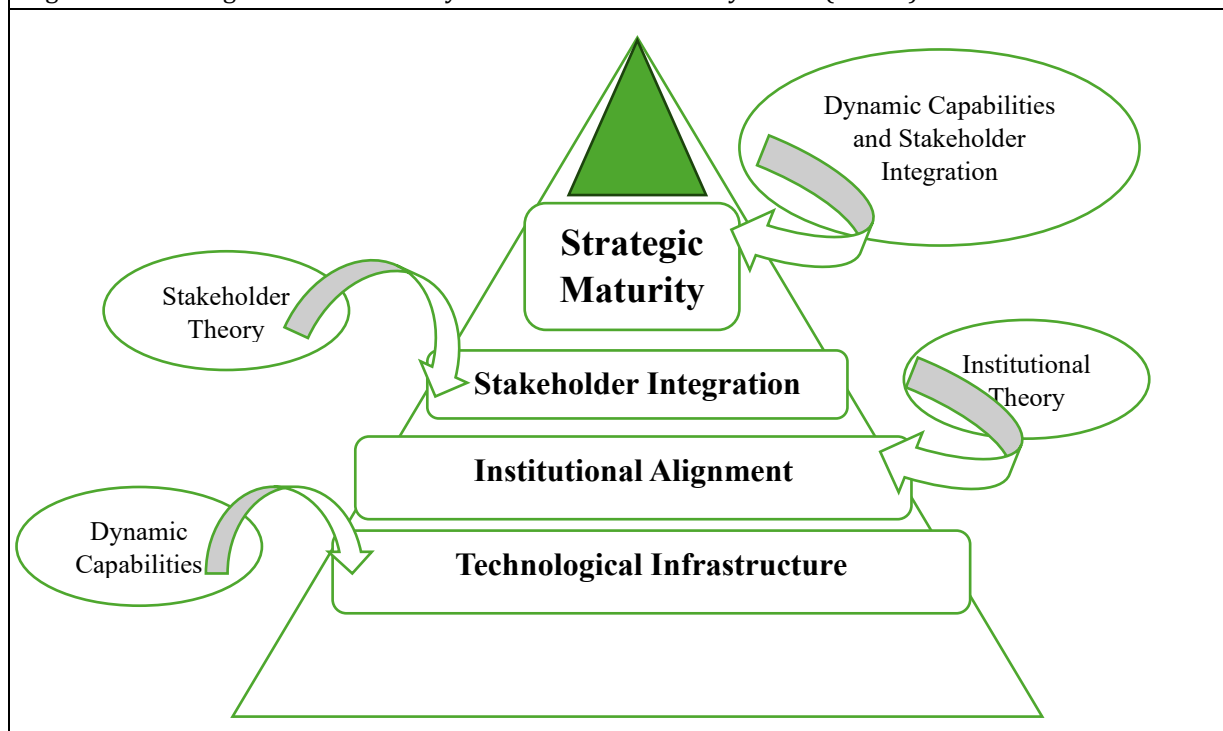 Dynamic Capabilities
and Stakeholder
Integration
Strategic
Maturity
Stakeholder
Theory
Stakeholder Integration
Institutional
Theory
Institutional Alignment
Dynamic
Capabilities
Technological Infrastructure